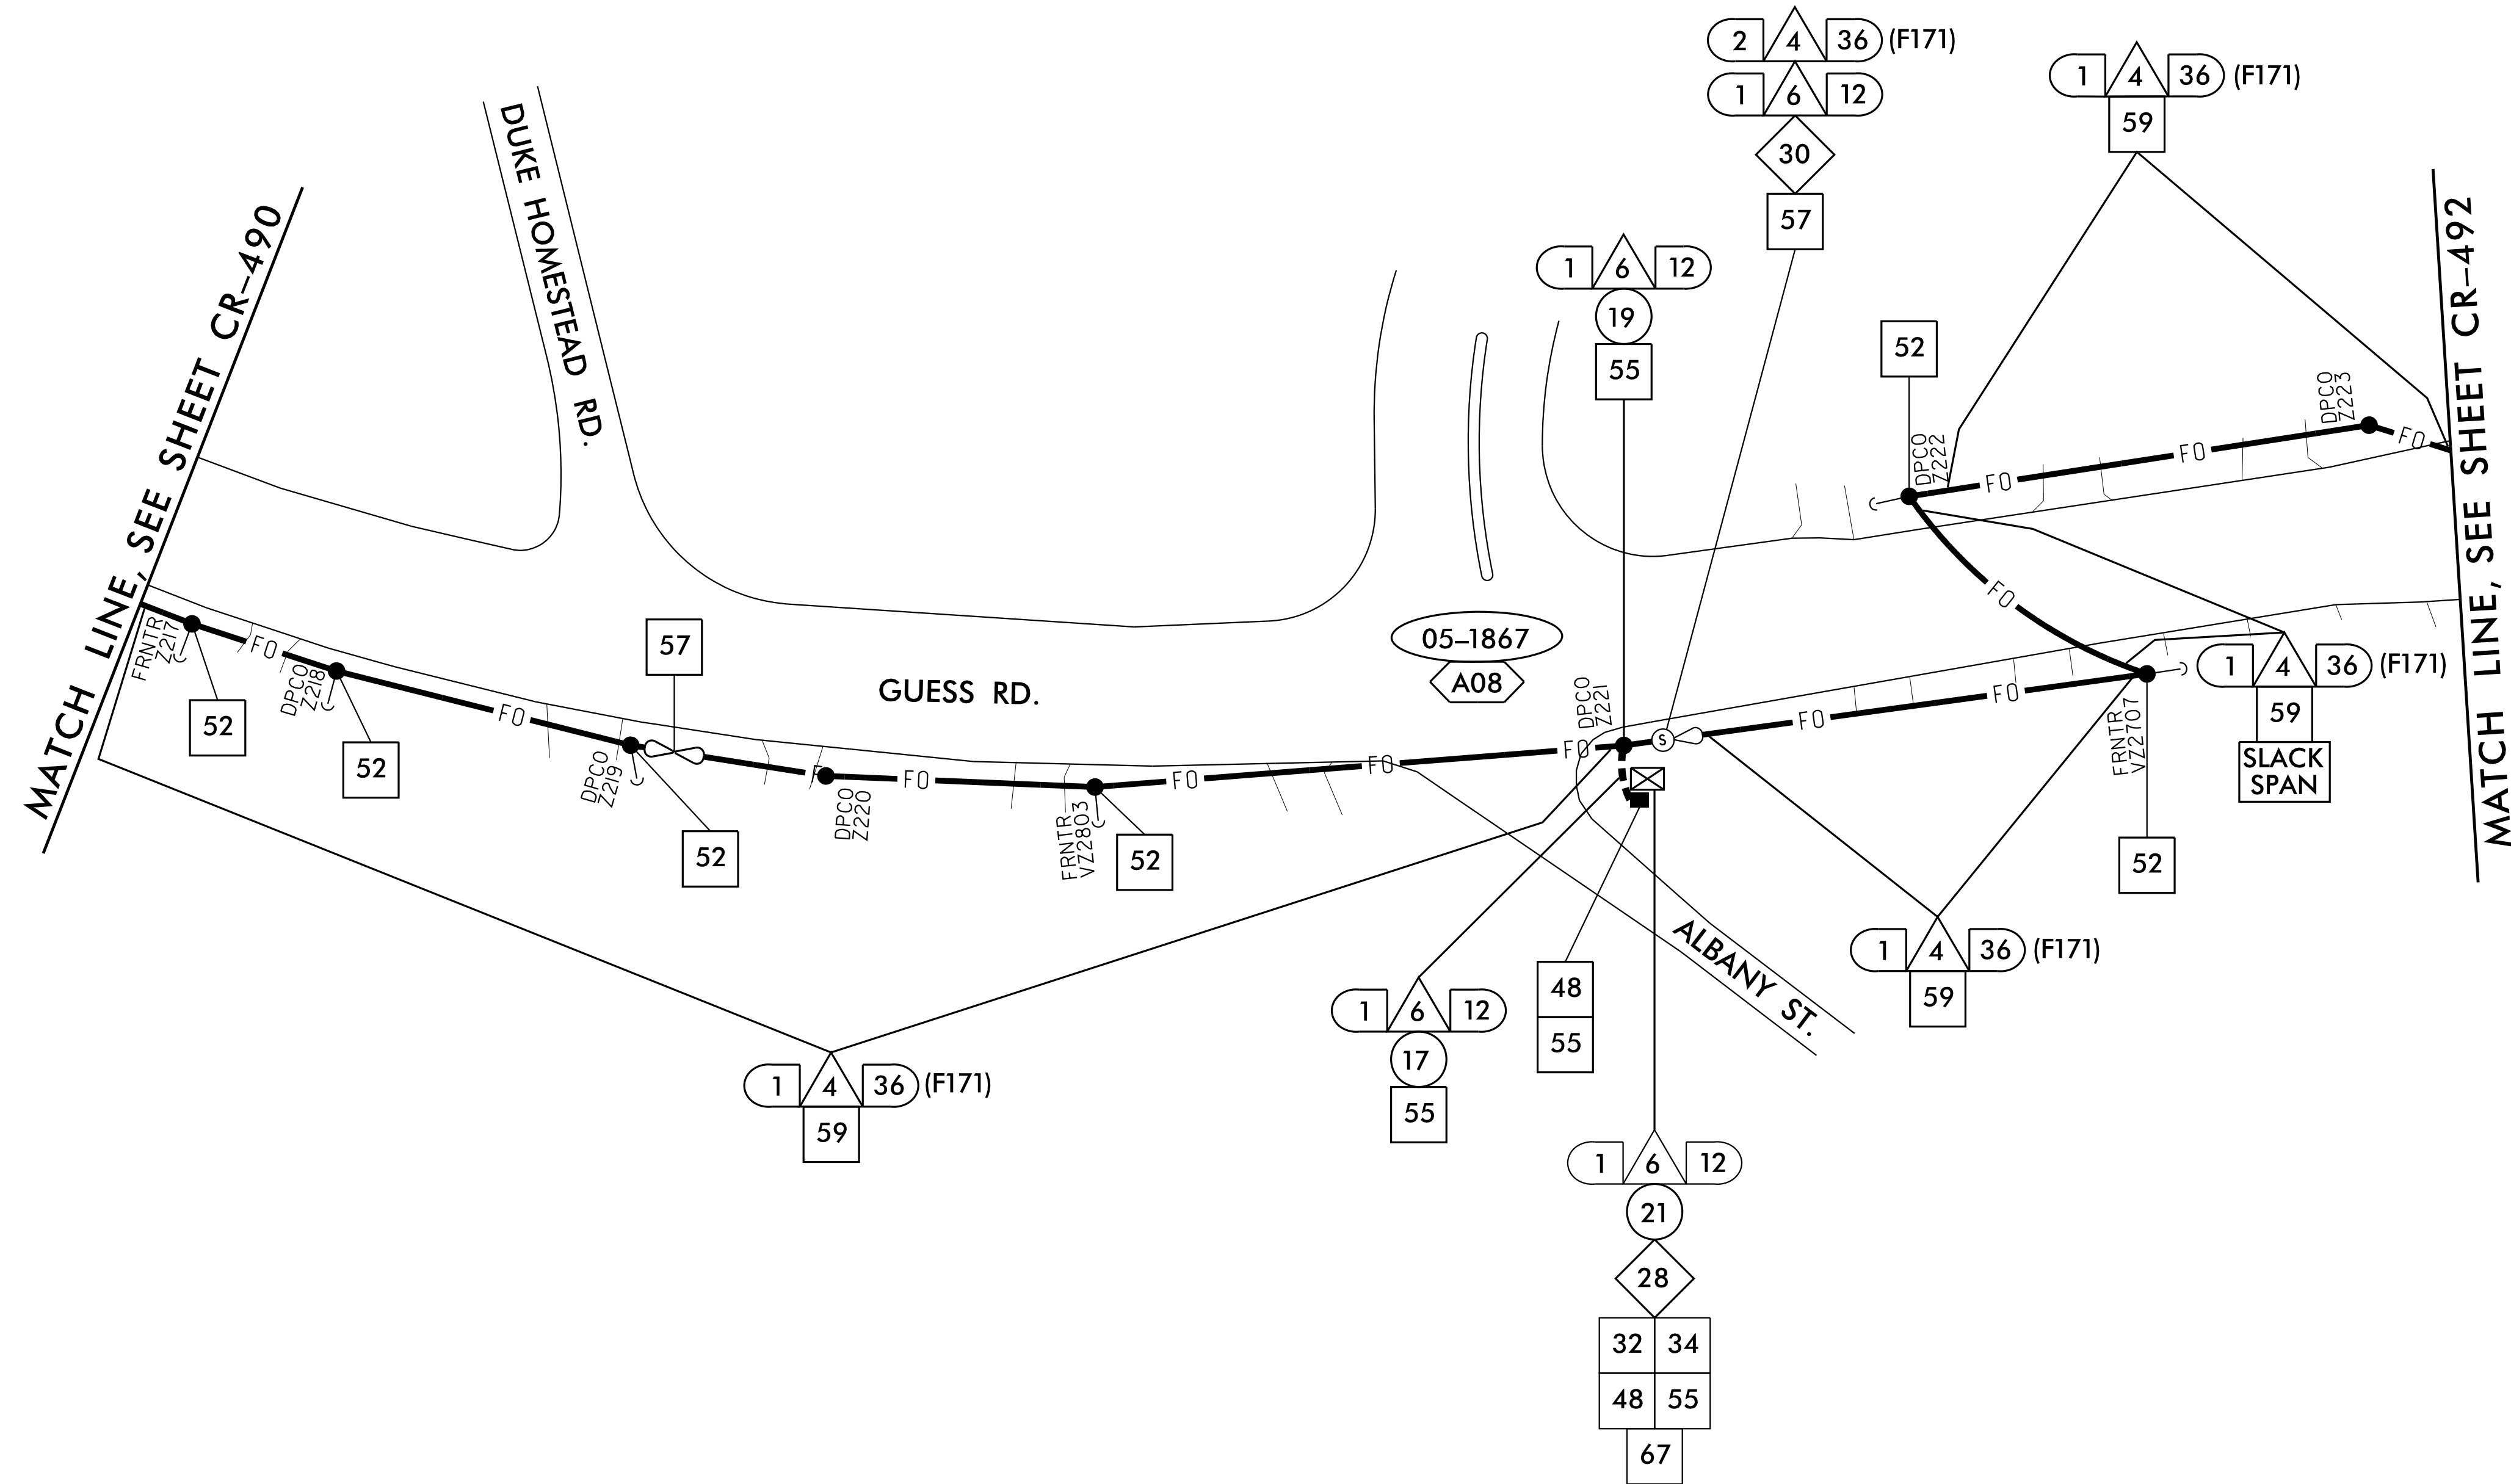 2 4 36 (F171)
1 6 12
30
57
1 4 36 (F171)
59
DUKE HOMESTEAD RD.
MATCH LINE, SEE SHEET CR-490
MATCH LINE, SEE SHEET CR-492
1 6 12
19
55
52
DPCO
Z222
DPCO
Z223
FO
FO
FO
FO
FRNTR
Z217
52
FO
DPCO
Z218
52
FO
57
DPCO
Z219
52
F
DPCO
Z220
FO
GUESS RD.
FRNTR
VZ2803
52
FO
FO
FO
05-1867
A08
DPCO
Z221
S
FO
FO
FRNTR
VZ2707
52
1 4 36 (F171)
59
SLACK
SPAN
ALBANY ST.
1 4 36 (F171)
59
48
55
1 6 12
17
55
1 4 36 (F171)
59
1 6 12
21
28
32 34
48 55
67